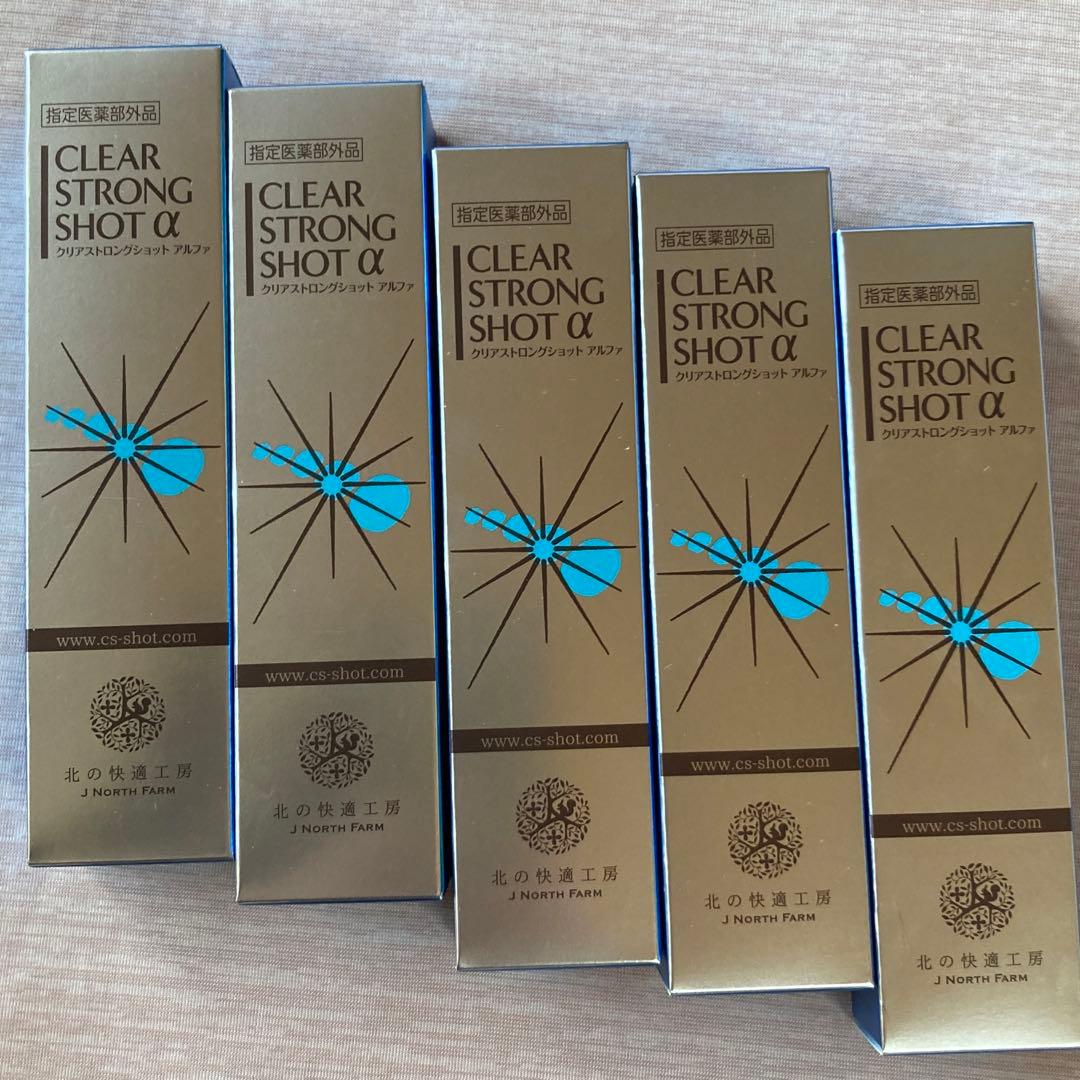 指定医薬部外品
CLEAR
STRONG
SHOT α
クリアストロングショット アルファ
www.cs-shot.com
北の快適工房
J NORTH FARM
指定医薬部外品
CLEAR
STRONG
SHOT α
クリアストロングショット アルファ
www.cs-shot.com
北の快適工房
J NORTH FARM
指定医薬部外品
CLEAR
STRONG
SHOT α
クリアストロングショット アルファ
www.cs-shot.com
北の快適工房
J NORTH FARM
指定医薬部外品
CLEAR
STRONG
SHOT α
クリアストロングショット アルファ
www.cs-shot.com
北の快適工房
J NORTH FARM
指定医薬部外品
CLEAR
STRONG
SHOT α
クリアストロングショット アルファ
www.cs-shot.com
北の快適工房
J NORTH FARM